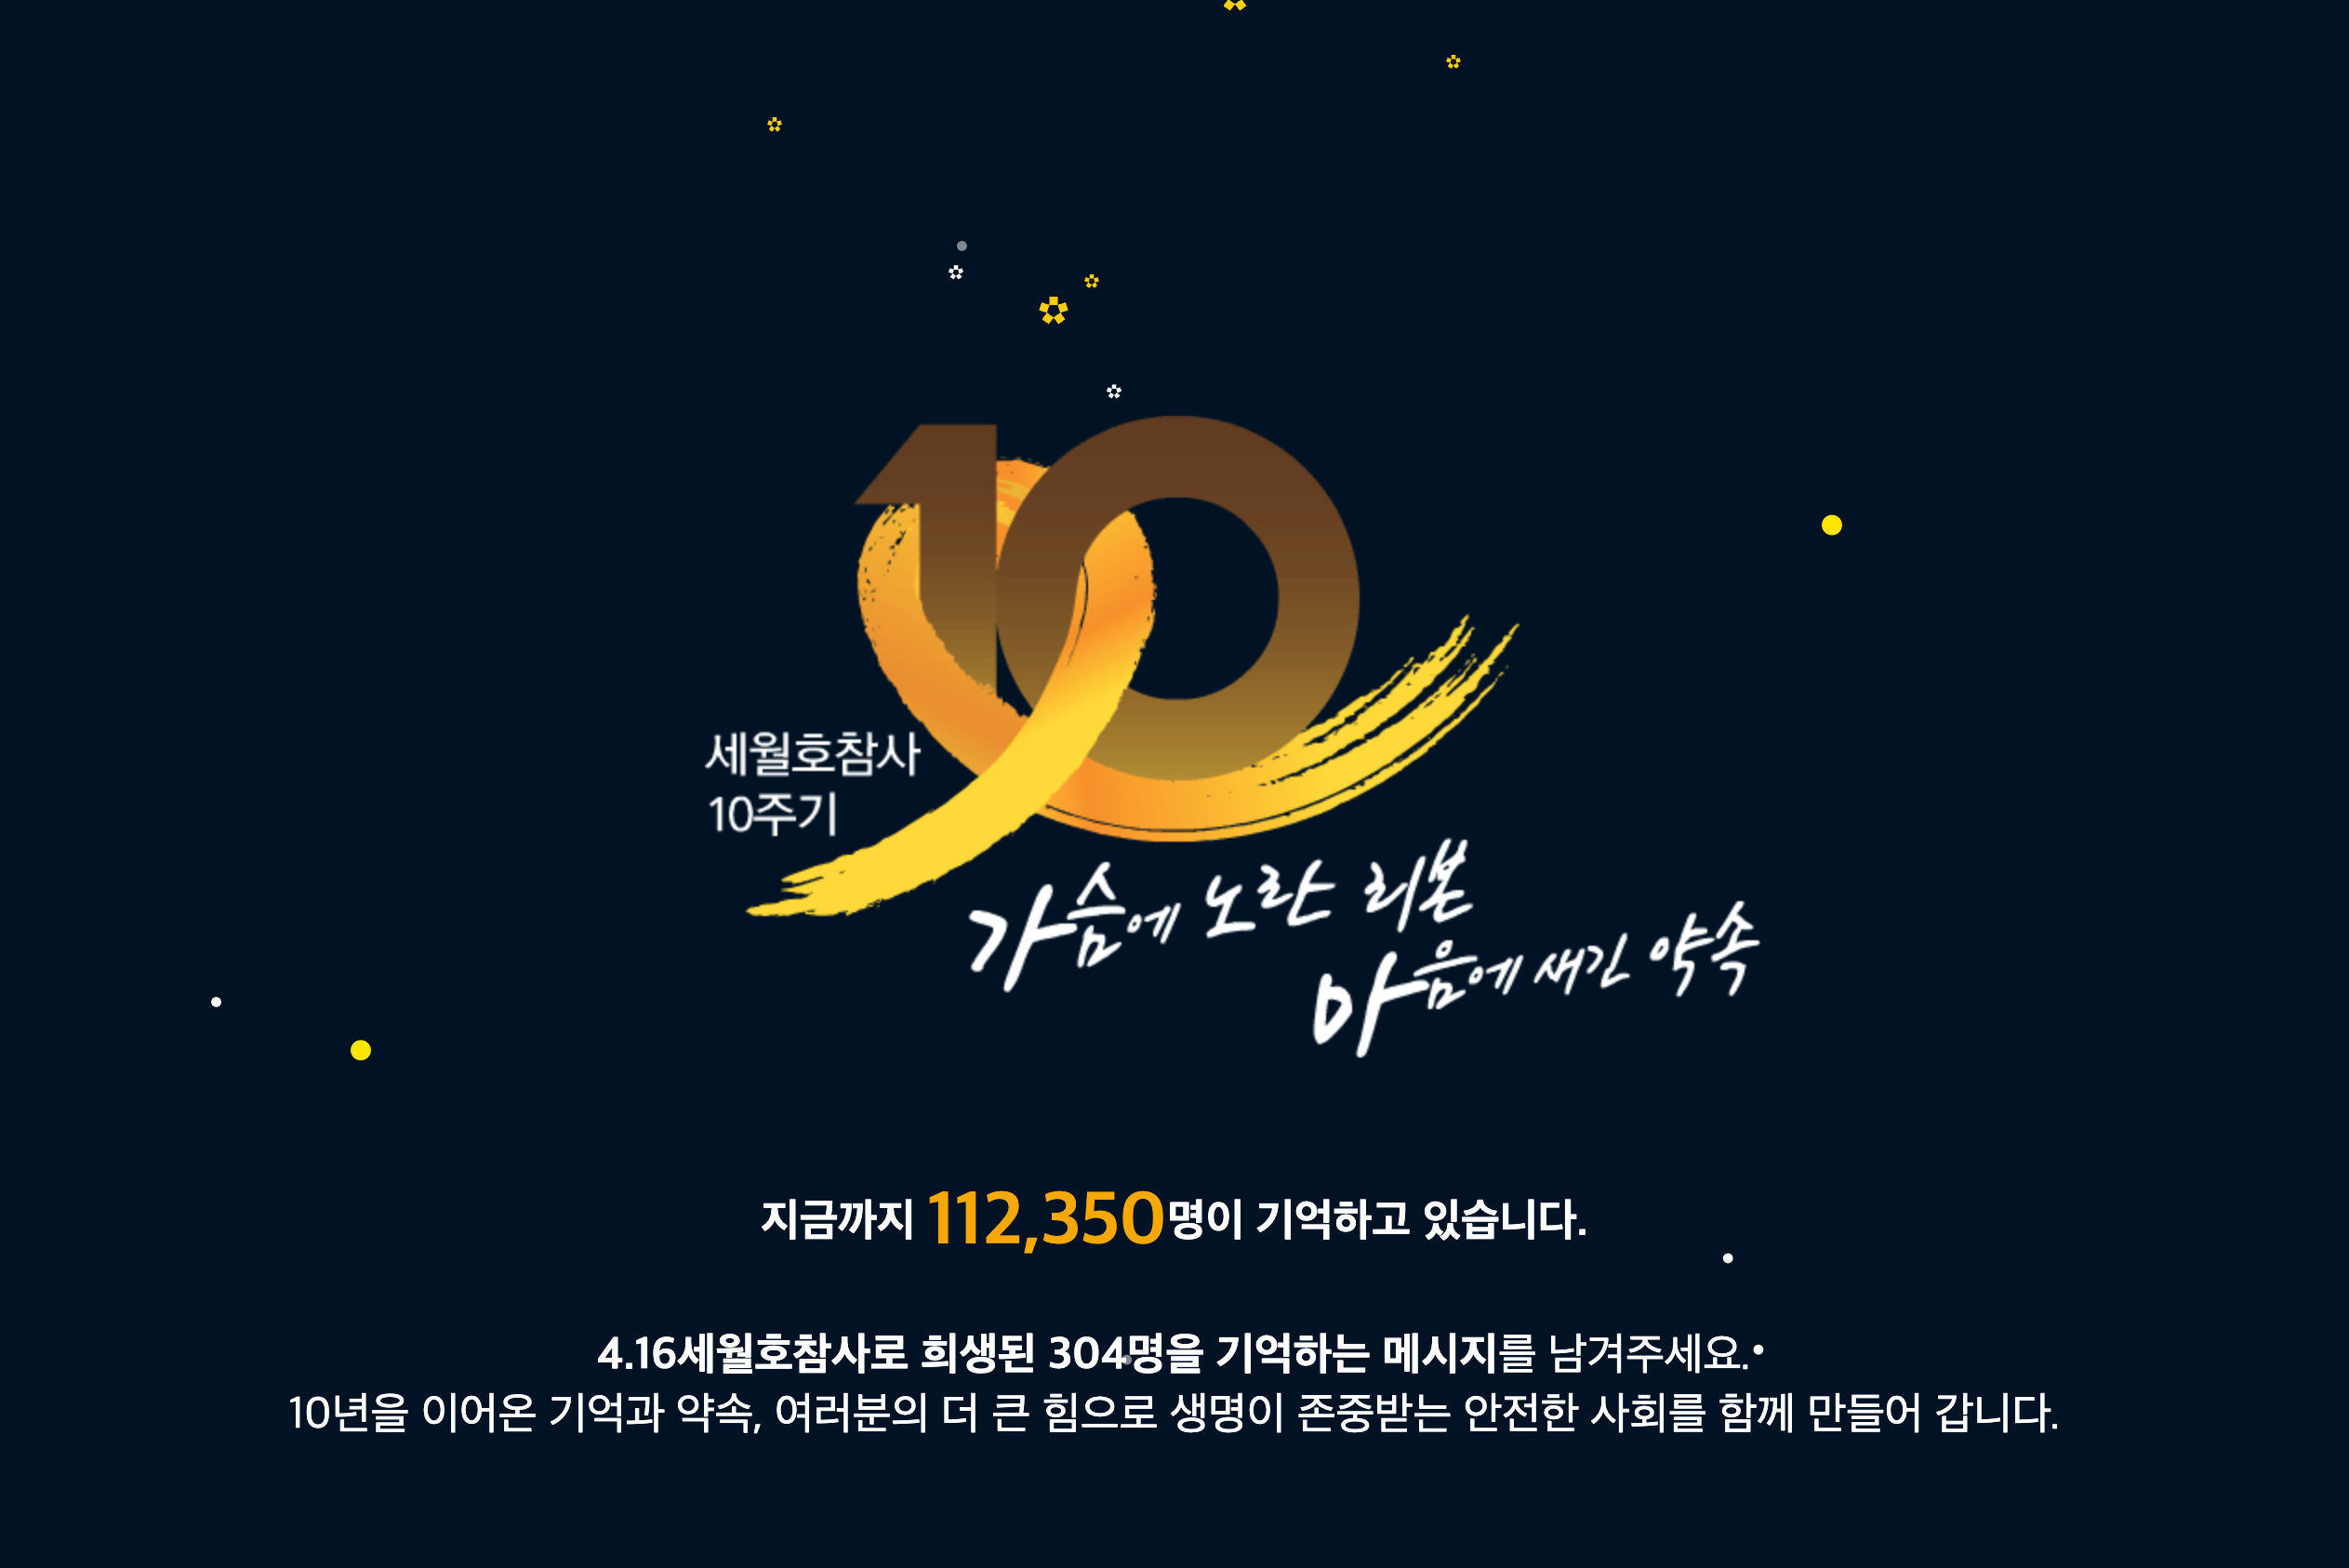 10
세월호참사
10주기
가슴에 노란 리본
마음에 새긴 약속
지금까지 112,350명이 기억하고 있습니다.
4.16세월호참사로 희생된 304명을 기억하는 메시지를 남겨주세요.
10년을 이어온 기억과 약속, 여러분의 더 큰 힘으로 생명이 존중받는 안전한 사회를 함께 만들어 갑니다.